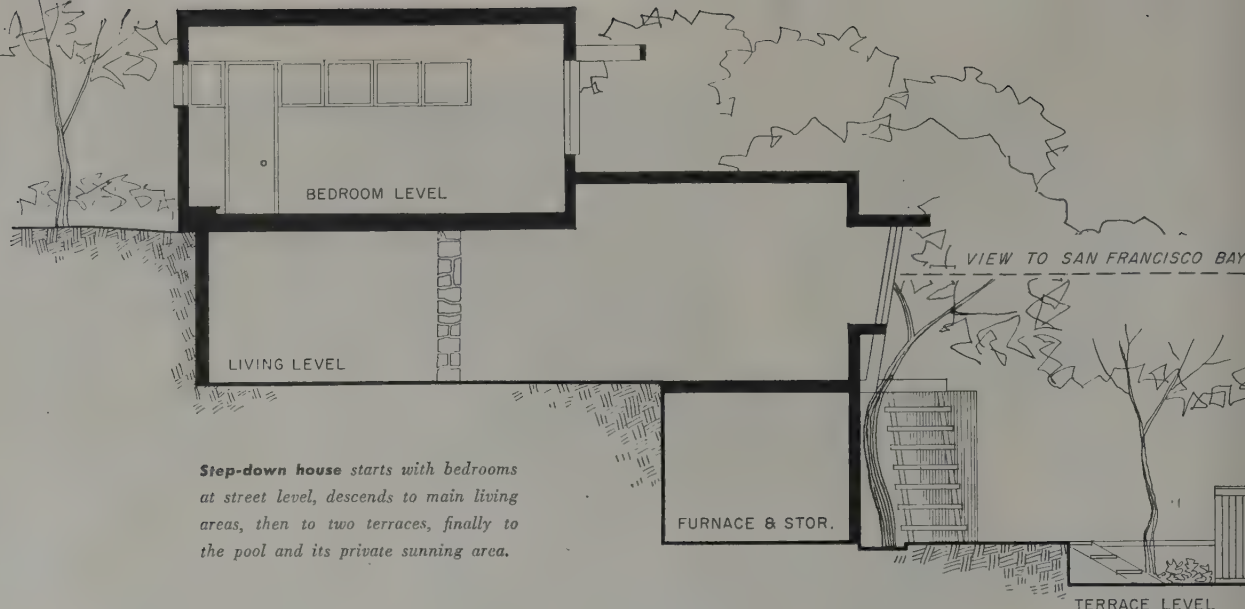 BEDROOM LEVEL
VIEW TO SAN FRANCISCO BAY
LIVING LEVEL
Step-down house starts with bedrooms
at street level, descends to main living
areas, then to two terraces, finally to
the pool and its private sunning area.
FURNACE & STOR.
TERRACE LEVEL